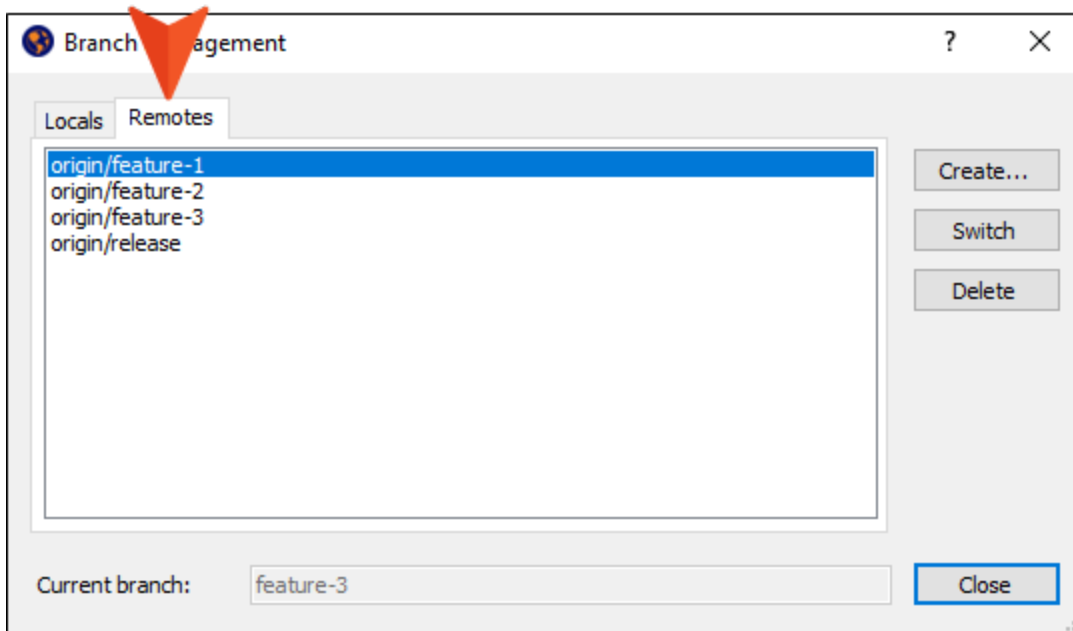 Branch agement
?
Locals
Remotes
origin/feature-1
origin/feature-2
origin/feature-3
origin/release
Create...
Switch
Delete
Current branch:
feature-3
Close